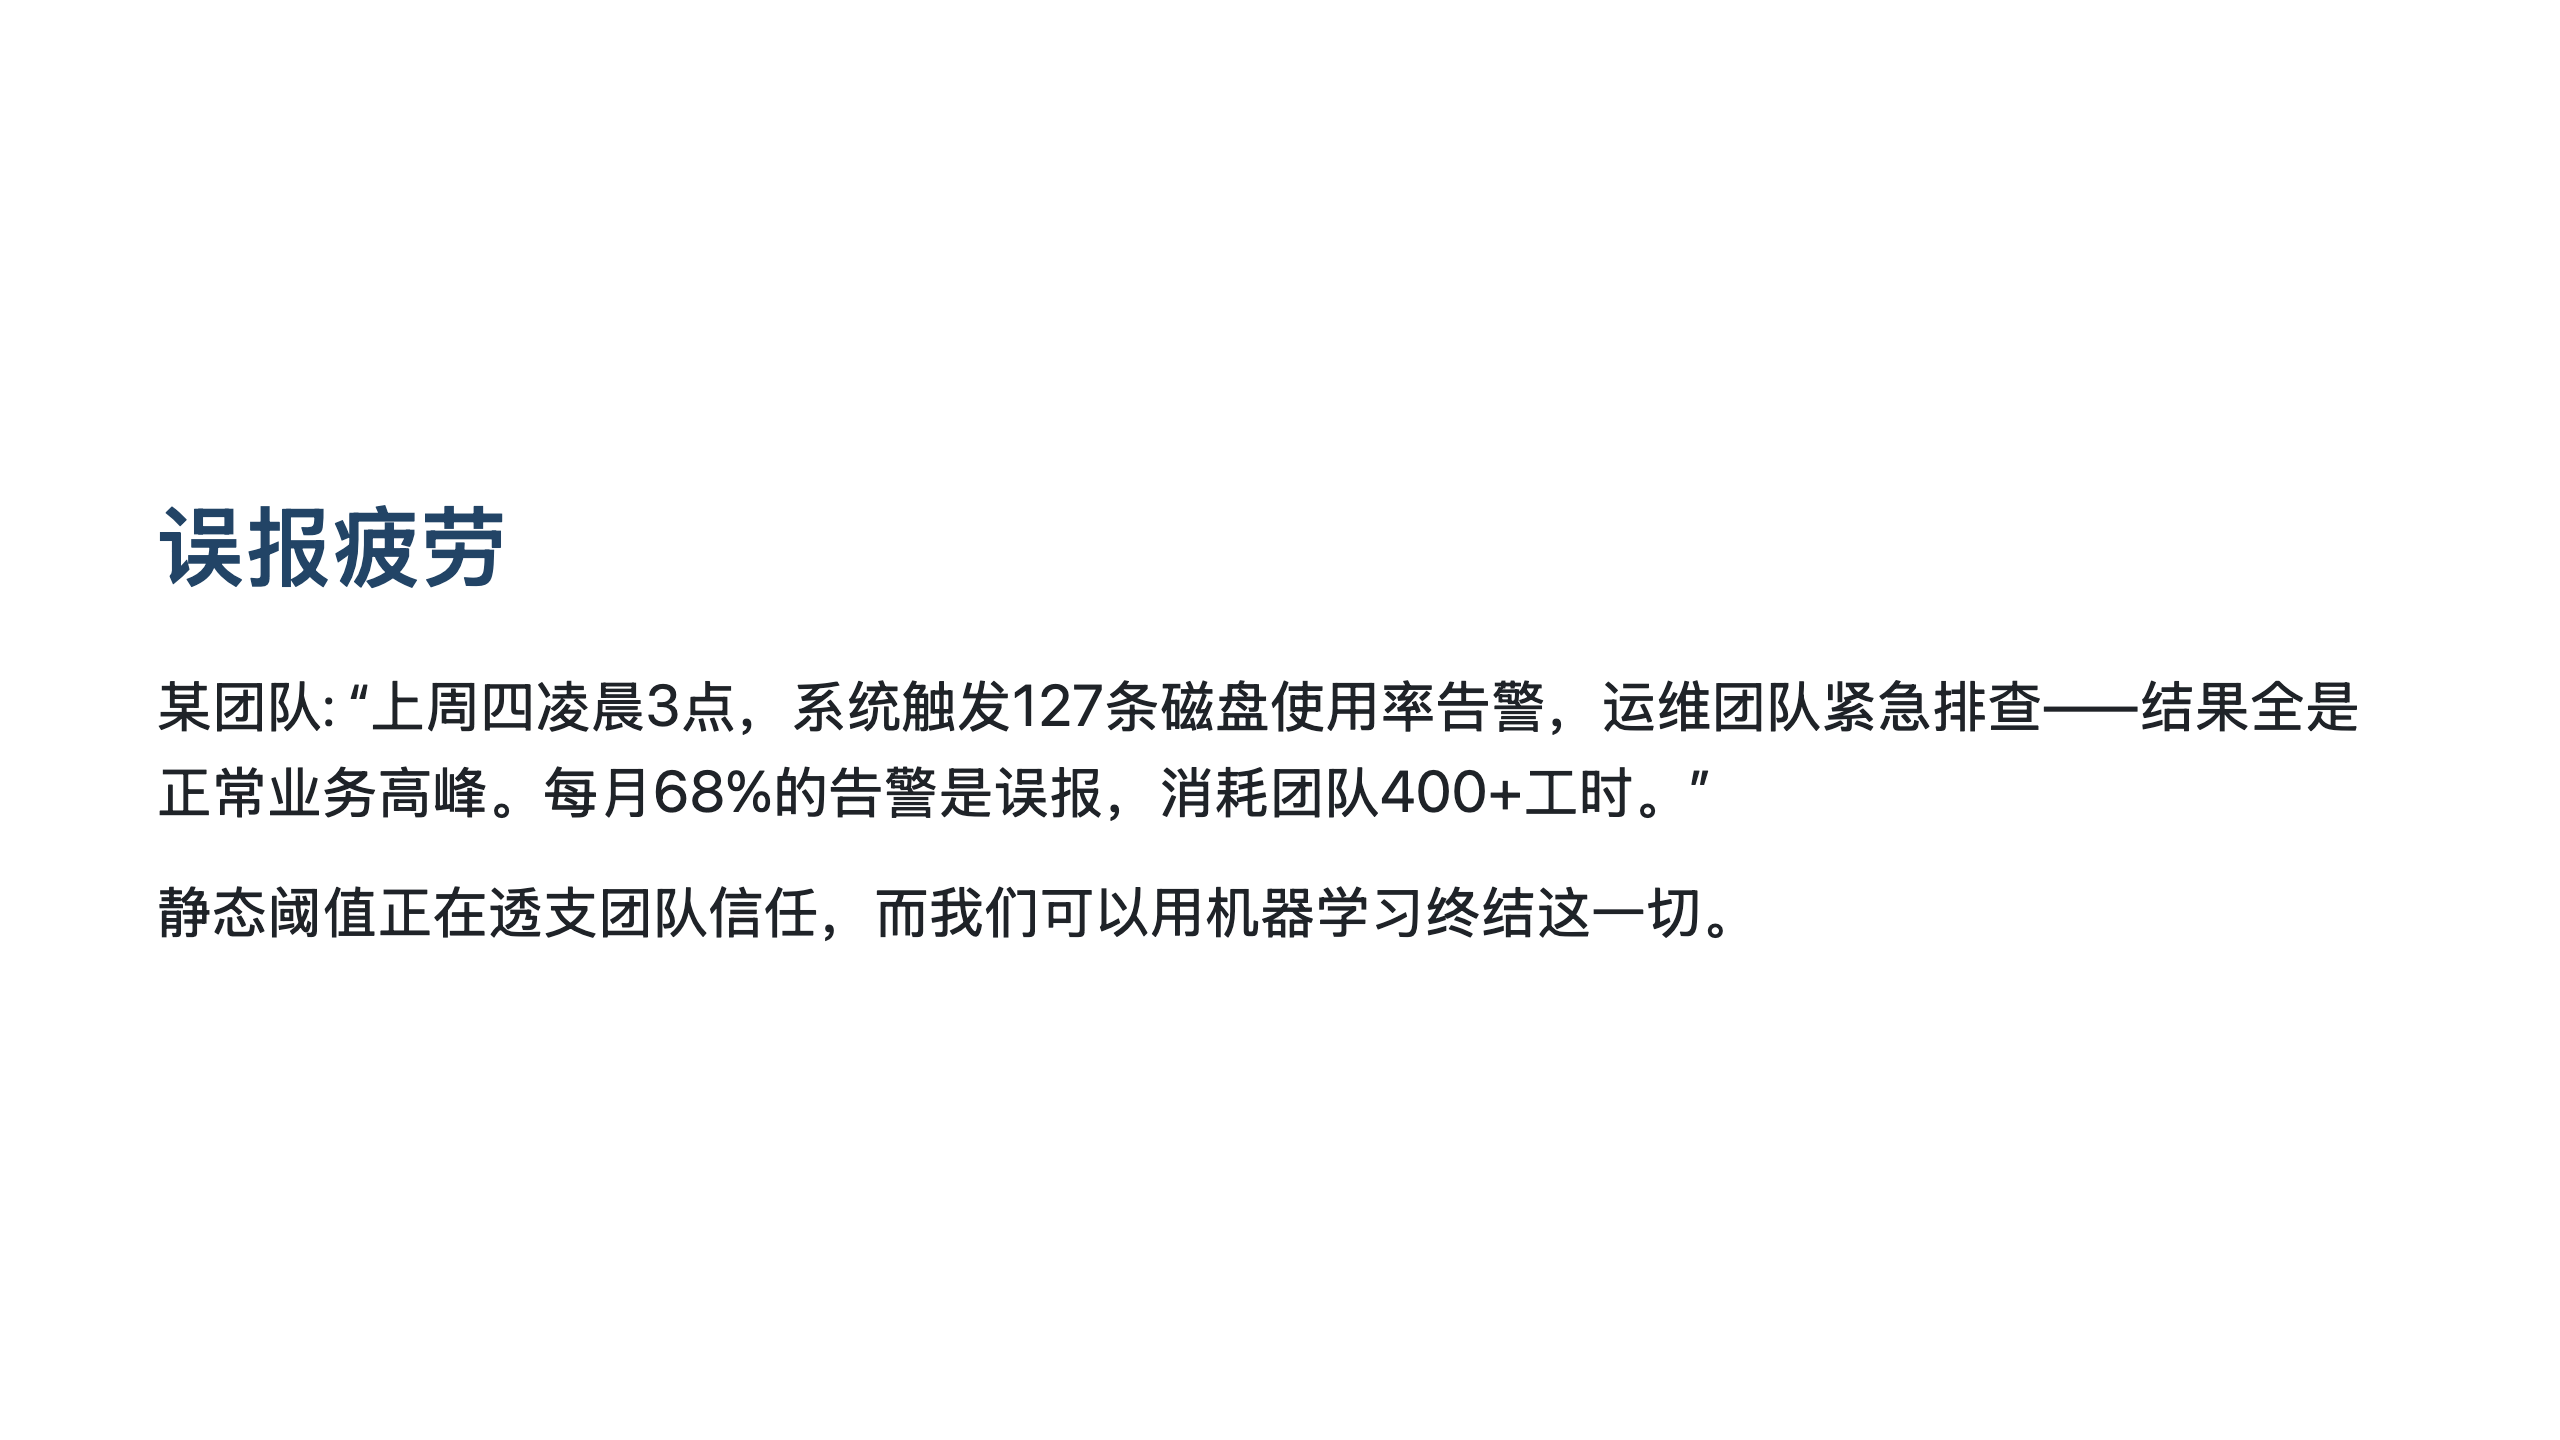 误报疲劳
某团队: “上周四凌晨3点，系统触发127条磁盘使用率告警，运维团队紧急排查——结果全是
正常业务高峰。每月68%的告警是误报，消耗团队400+工时。”
静态阈值正在透支团队信任，而我们可以用机器学习终结这一切。